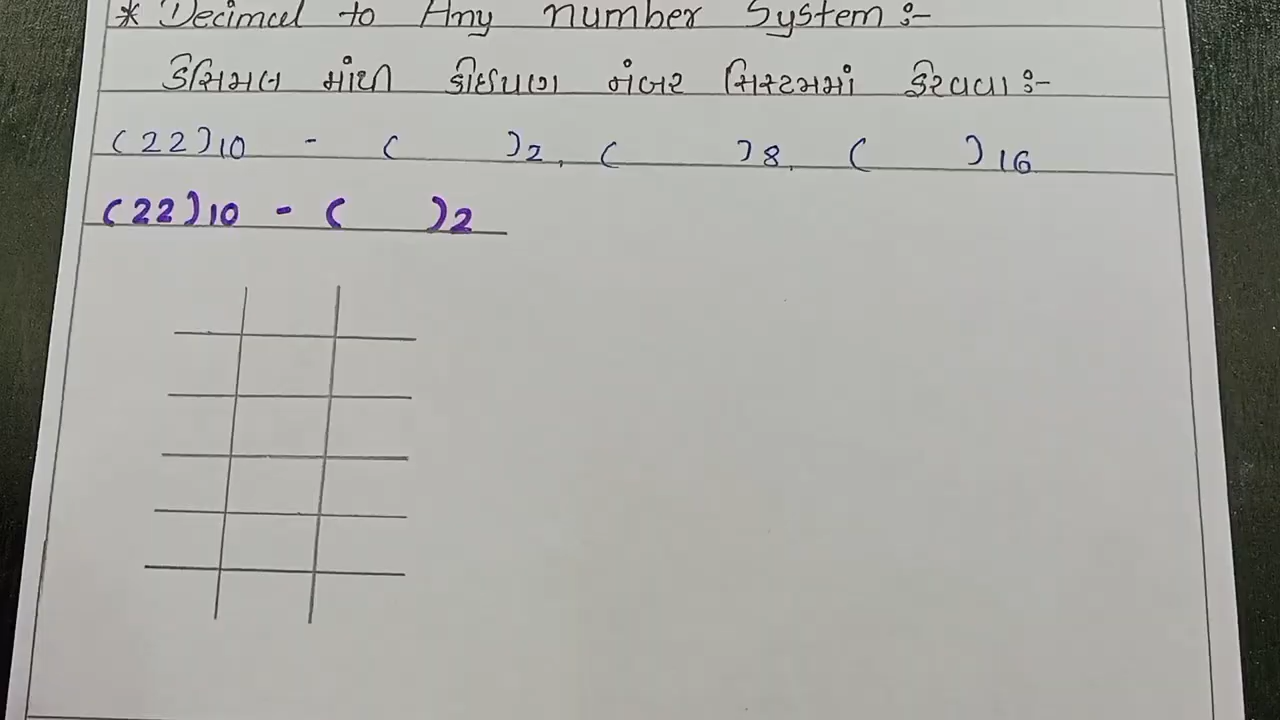 * Decimal to Any number System :-
ડેસિમલ માંથી કોઈપણ નંબર સિસ્ટમમાં ફેરવવા :-
(22)10 - ( )2, ( )8, ( )16
(22)10 - ( )2